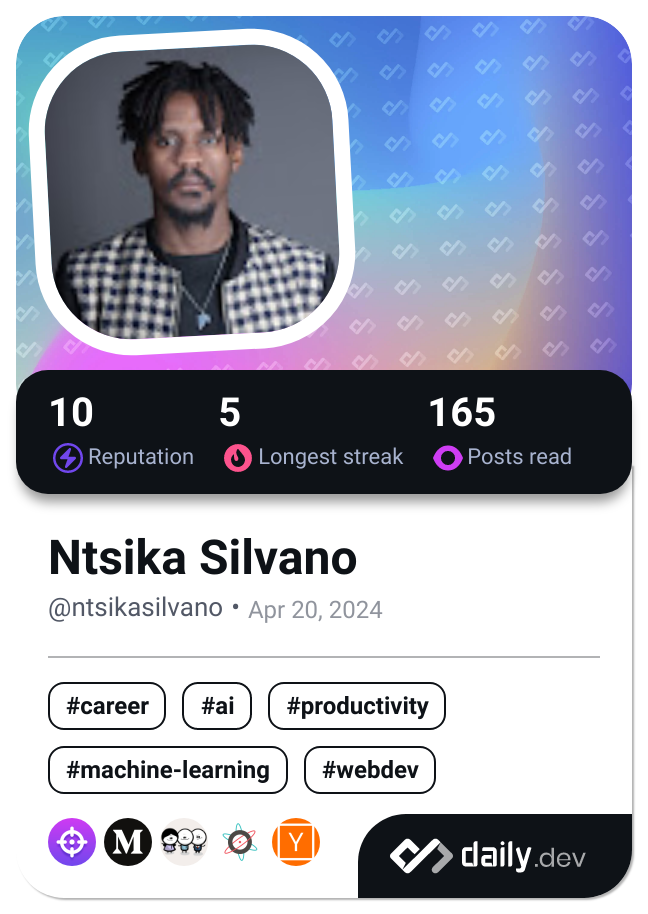 10 5 165
Reputation Longest streak Posts read
Ntsika Silvano
@ntsikasilvano • Apr 20, 2024
#career #ai #productivity
#machine-learning #webdev
M Y daily.dev